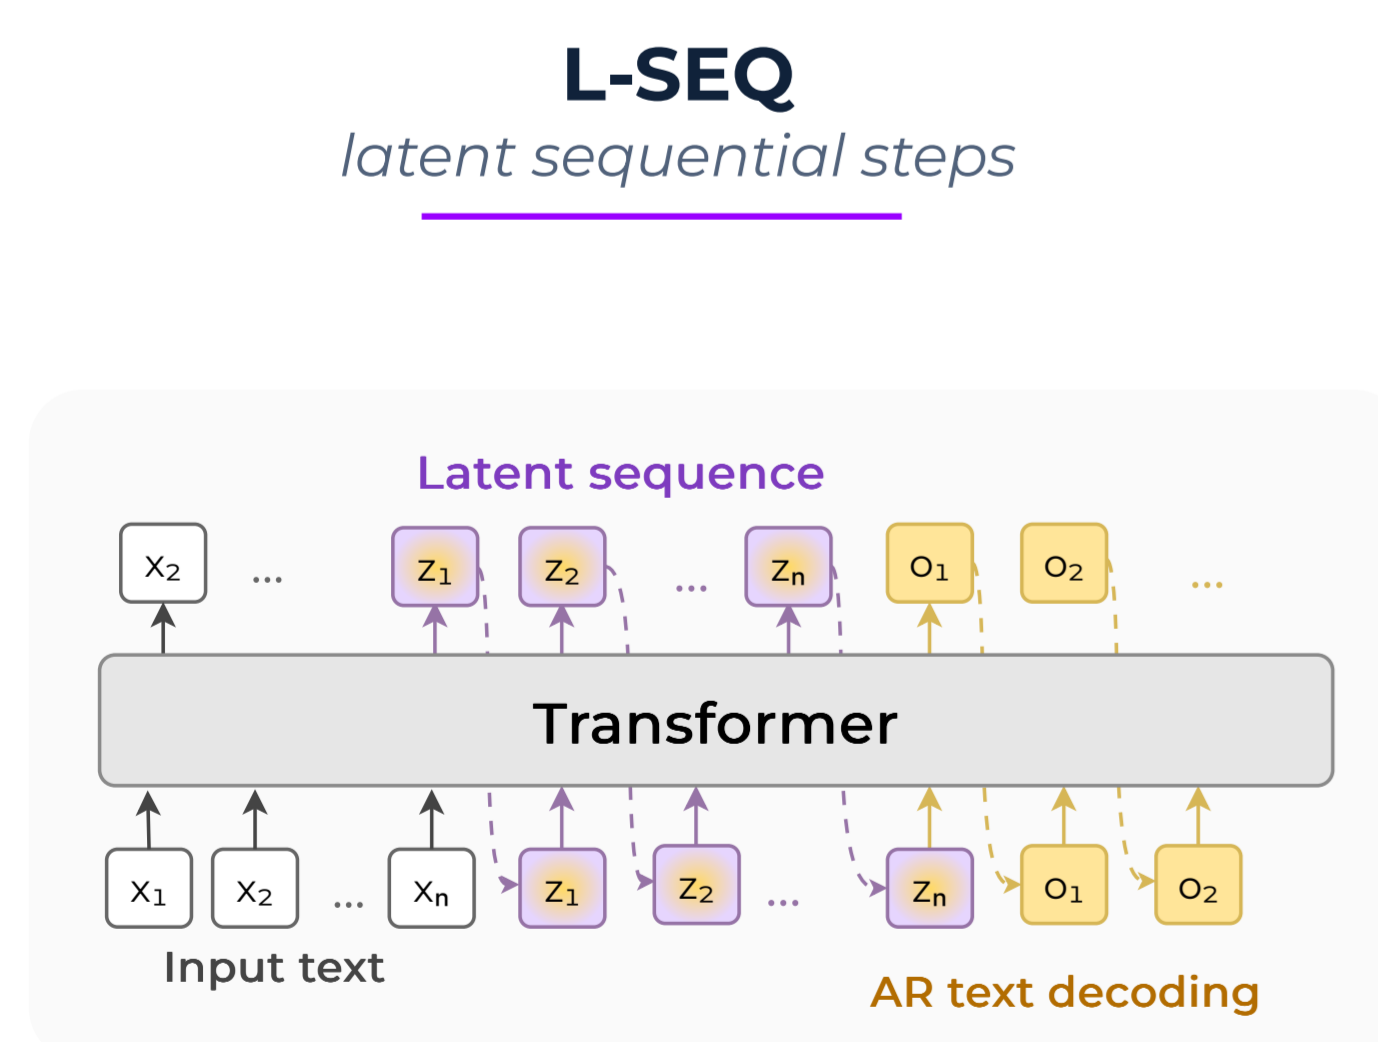 L-SEQ
latent sequential steps
Latent sequence
x₂ ... z₁ z₂ ... zₙ o₁ o₂ ...
Transformer
x₁ x₂ ... xₙ z₁ z₂ ... zₙ o₁ o₂
Input text
AR text decoding